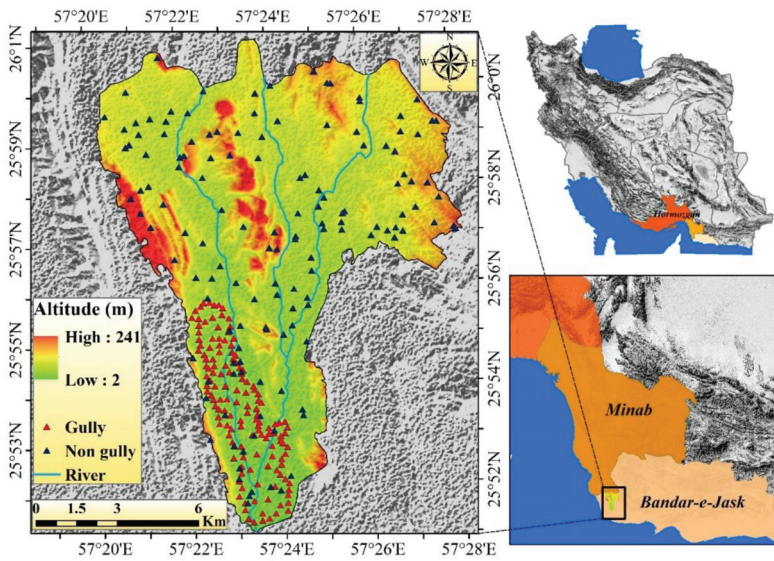 57°20'E 57°22'E 57°24'E 57°26'E 57°28'E
26°1'N
25°59'N
25°57'N
25°55'N
25°53'N
26°0'N
25°58'N
25°56'N
25°54'N
25°52'N
N
W E
S
Altitude (m)
High : 241
Low : 2
Gully
Non gully
River
0 1.5 3 6
Km
57°20'E 57°22'E 57°24'E 57°26'E 57°28'E
Hormozgan
Minab
Bandar-e-Jask